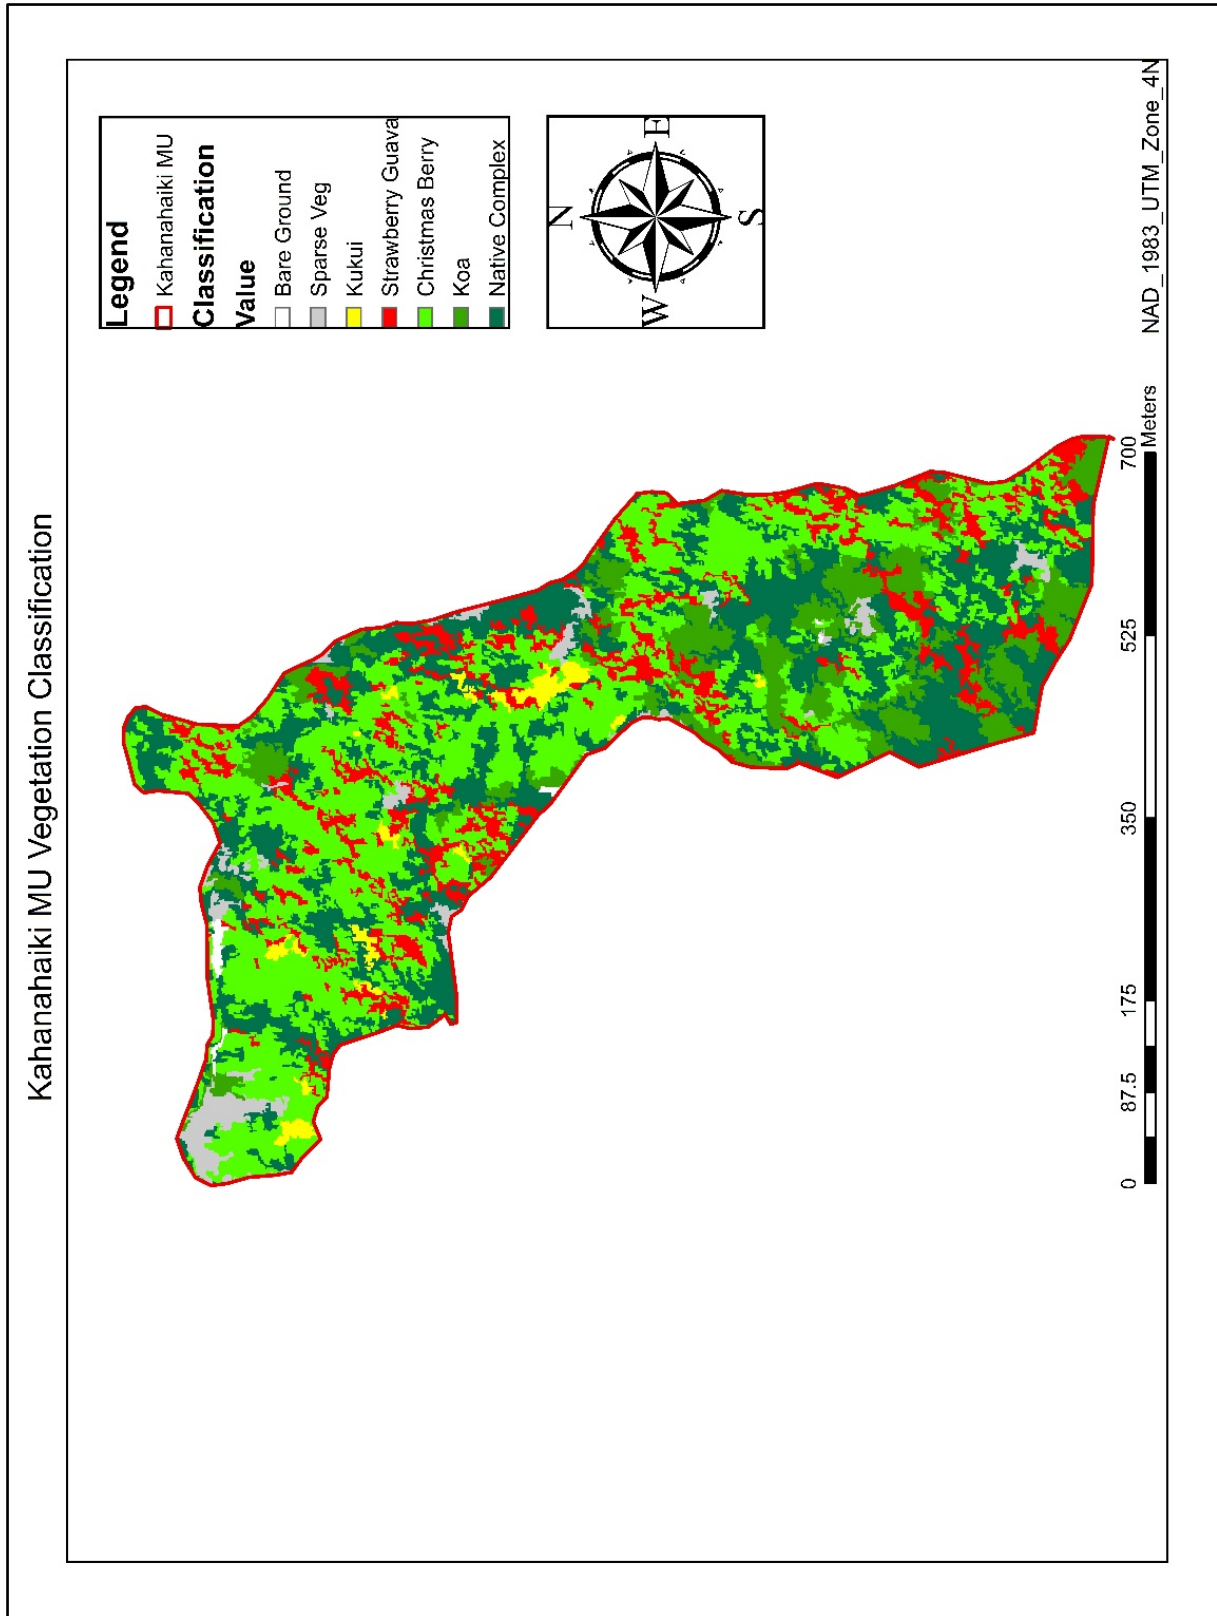 Kahanahaiki MU Vegetation Classification
Legend
Kahanahaiki MU
Classification
Value
Bare Ground
Sparse Veg
Kukui
Strawberry Guava
Christmas Berry
Koa
Native Complex
N
W
E
S
0 87.5 175 350 525 700
Meters
NAD_1983_UTM_Zone_4N